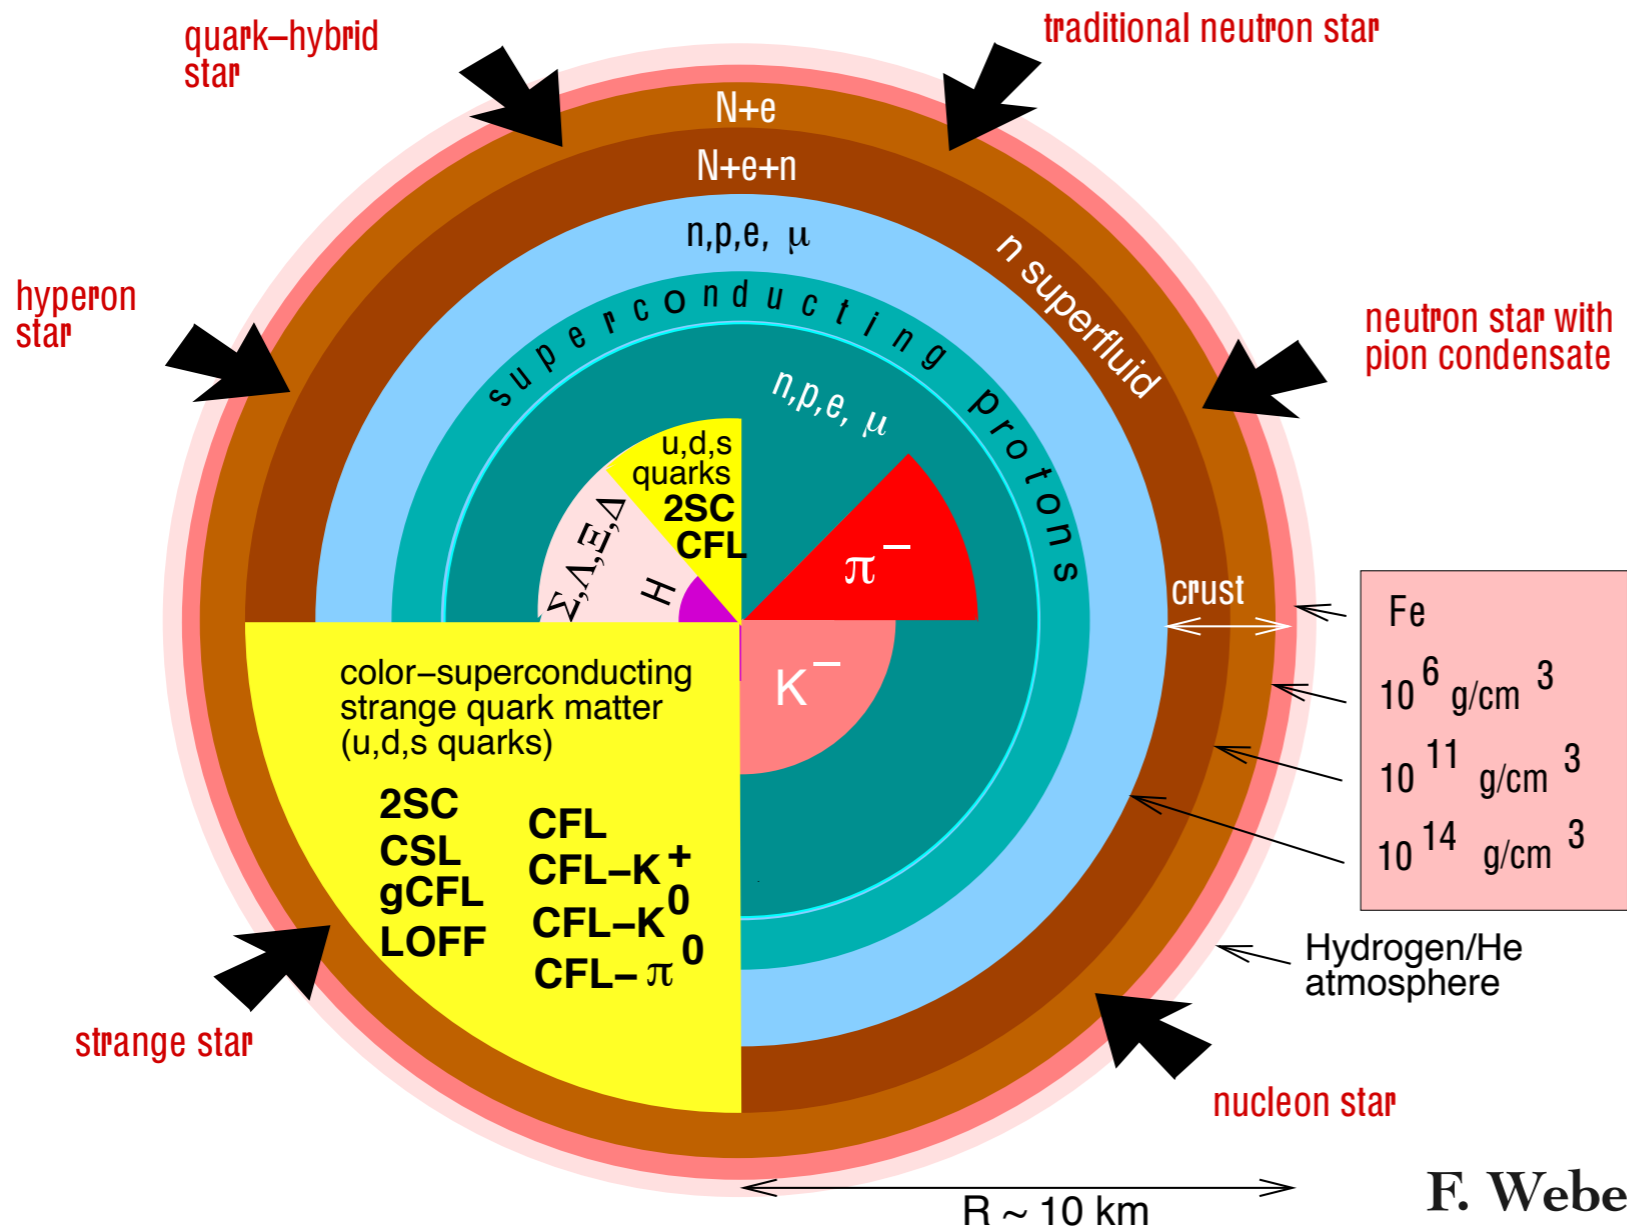 quark–hybrid
star
traditional neutron star
N+e
N+e+n
n,p,e, μ
n superfluid
hyperon
star
neutron star with
pion condensate
superconducting protons
n,p,e, μ
u,d,s
quarks
2SC
CFL
Σ,Λ,Ξ,Δ
H
π⁻
K⁻
crust
Fe
10⁶ g/cm³
10¹¹ g/cm³
10¹⁴ g/cm³
Hydrogen/He
atmosphere
color–superconducting
strange quark matter
(u,d,s quarks)
2SC
CSL
gCFL
LOFF
CFL
CFL–K⁺
CFL–K⁰
CFL–π⁰
strange star
nucleon star
R ~ 10 km
F. Webe